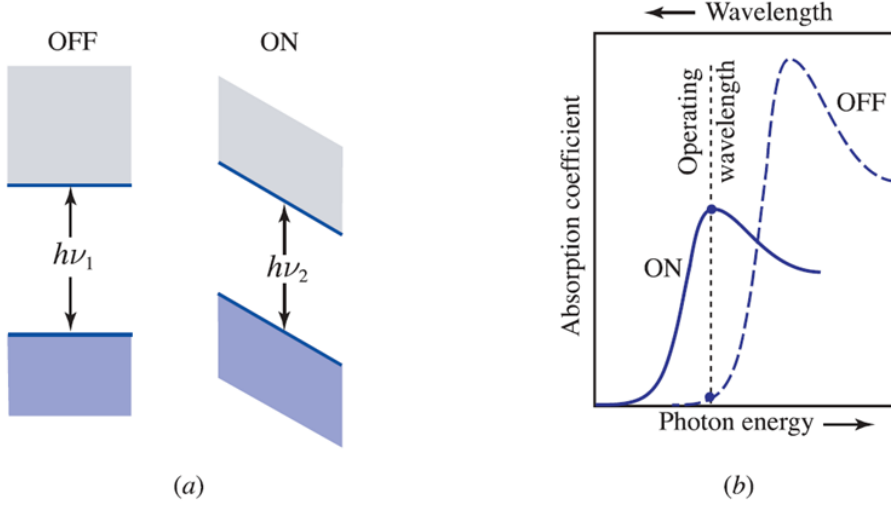 OFF
ON
hν₁
hν₂
(a)
← Wavelength
Operating
wavelength
OFF
ON
Absorption coefficient
Photon energy →
(b)